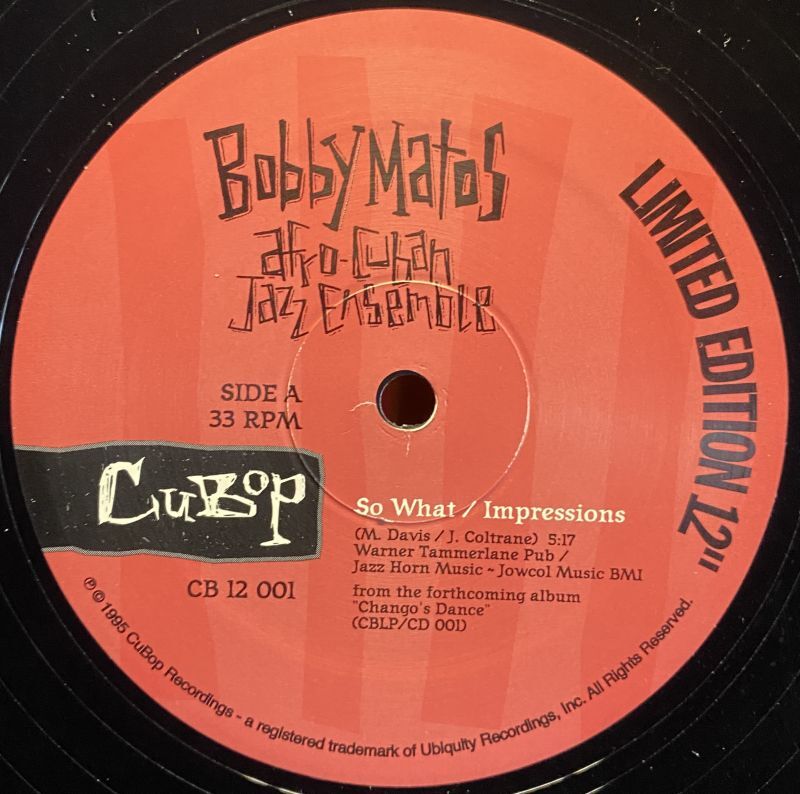 Bobby Matos
afro-Cuban
Jazz Ensemble
LIMITED EDITION 12"
SIDE A
33 RPM
CuBop
CB 12 001
So What / Impressions
(M. Davis / J. Coltrane) 5:17
Warner Tammerlane Pub /
Jazz Horn Music ~ Jowcol Music BMI
from the forthcoming album
"Chango's Dance"
(CBLP/CD 001)
℗ © 1995 CuBop Recordings - a registered trademark of Ubiquity Recordings, Inc. All Rights Reserved.